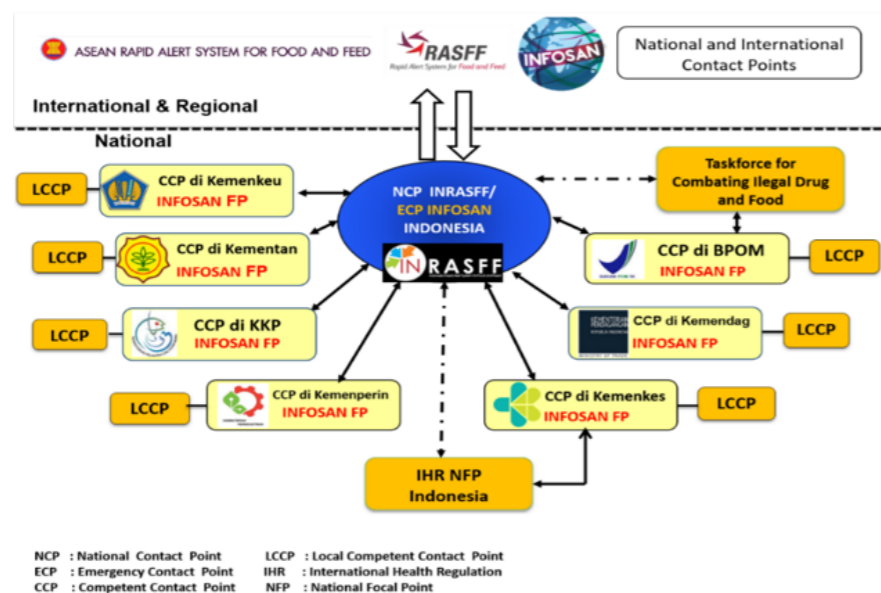 ASEAN RAPID ALERT SYSTEM FOR FOOD AND FEED
RASFF
Rapid Alert System for Food and Feed
INFOSAN
National and International
Contact Points
International & Regional
National
LCCP
CCP di Kemenkeu
INFOSAN FP
NCP INRASFF/
ECP INFOSAN
INDONESIA
INRASFF
Taskforce for
Combating Ilegal Drug
and Food
LCCP
CCP di Kementan
INFOSAN FP
CCP di BPOM
INFOSAN FP
LCCP
LCCP
CCP di KKP
INFOSAN FP
KEMENTERIAN
PERDAGANGAN
REPUBLIK INDONESIA
CCP di Kemendag
INFOSAN FP
LCCP
LCCP
CCP di Kemenperin
INFOSAN FP
CCP di Kemenkes
INFOSAN FP
LCCP
IHR NFP
Indonesia
NCP : National Contact Point
LCCP : Local Competent Contact Point
ECP : Emergency Contact Point
IHR : International Health Regulation
CCP : Competent Contact Point
NFP : National Focal Point